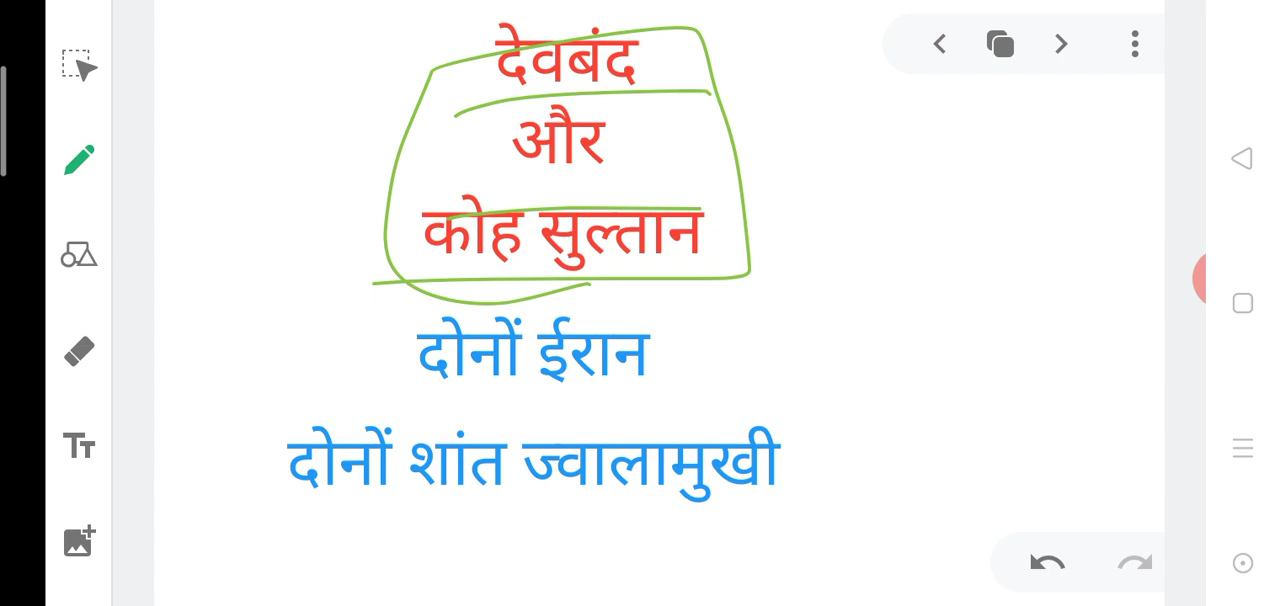 देवबंद
और
कोह सुल्तान
दोनों ईरान
दोनों शांत ज्वालामुखी